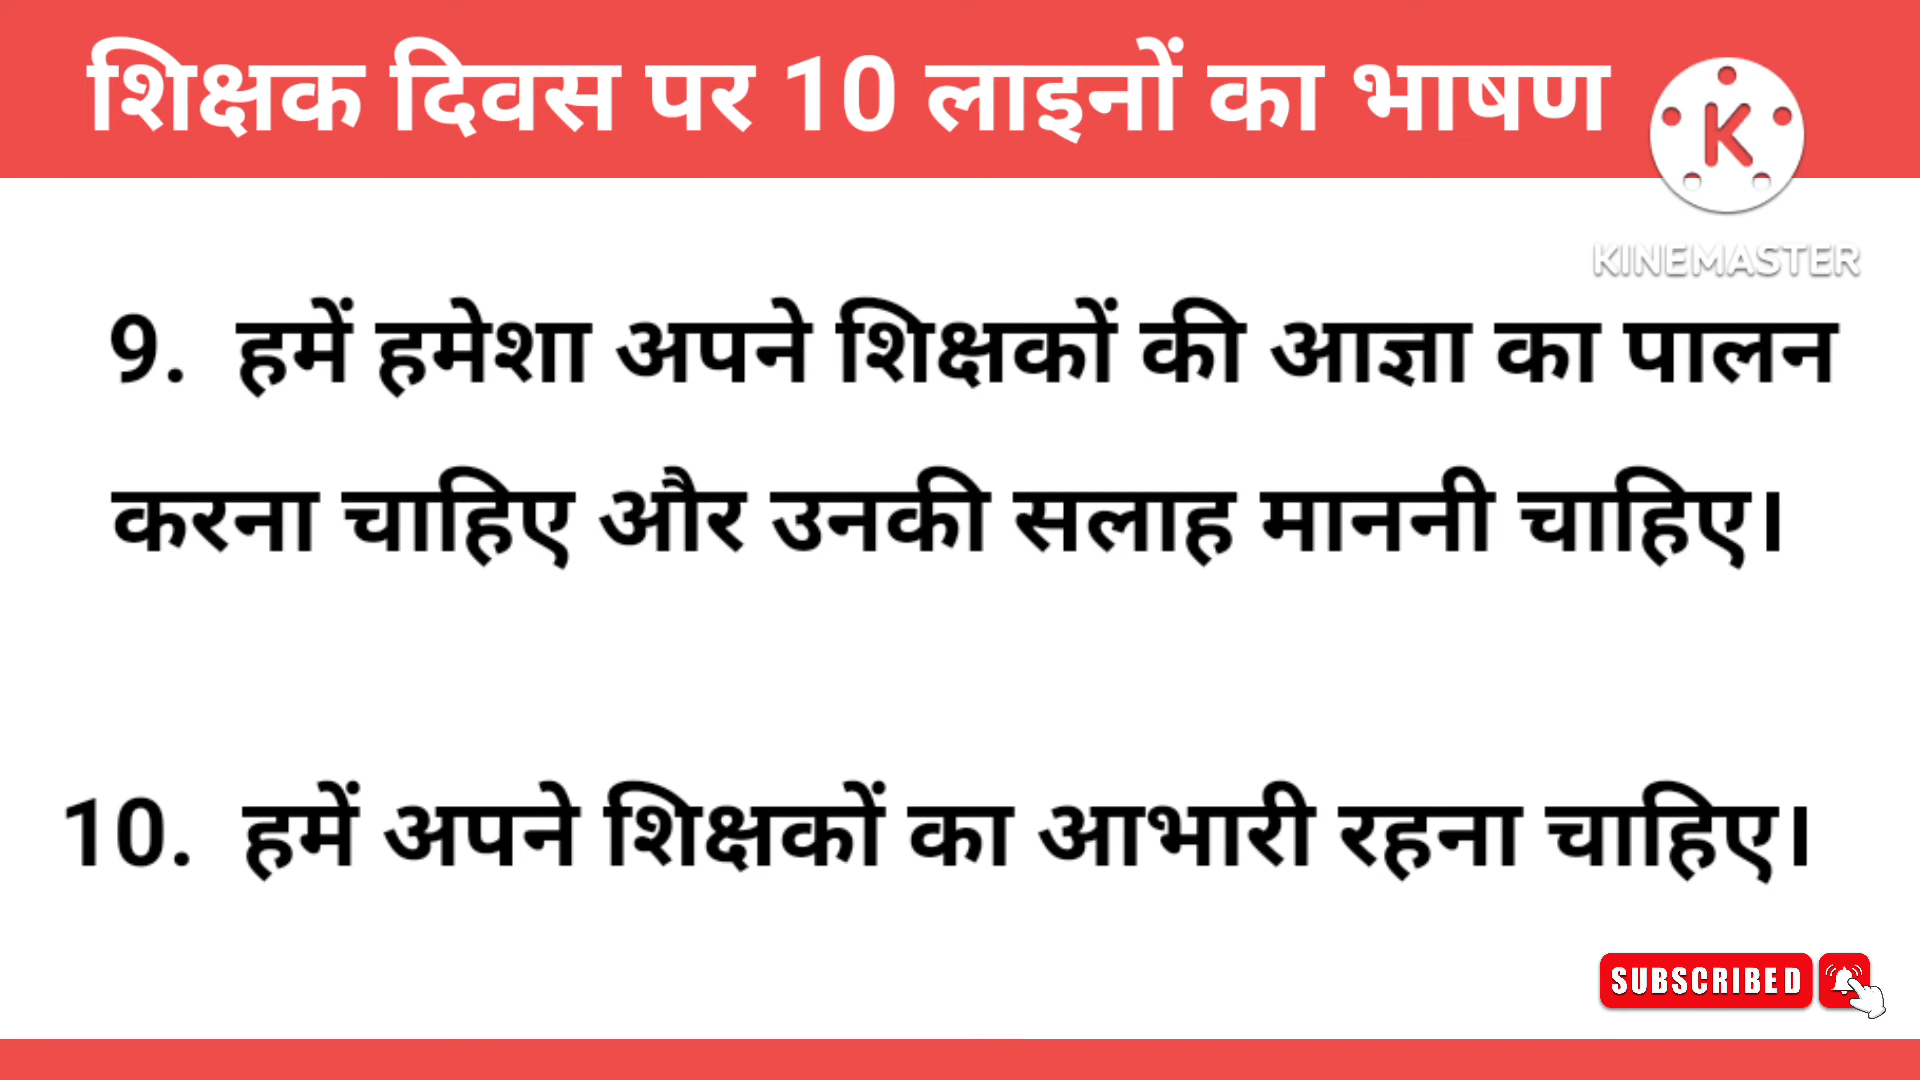 शिक्षक दिवस पर 10 लाइनों का भाषण
K
KINEMASTER
9. हमें हमेशा अपने शिक्षकों की आज्ञा का पालन
करना चाहिए और उनकी सलाह माननी चाहिए।
10. हमें अपने शिक्षकों का आभारी रहना चाहिए।
SUBSCRIBED